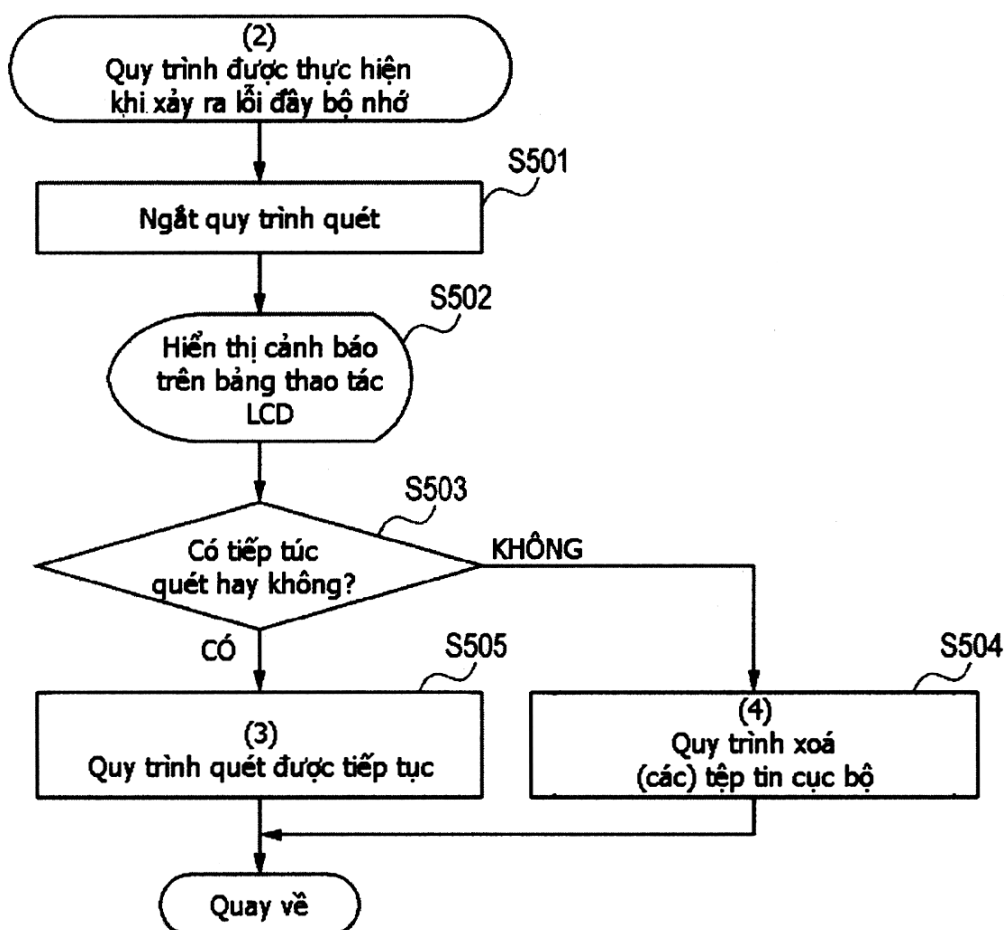 (2)
Quy trình được thực hiện
khi xảy ra lỗi đây bộ nhớ
S501
Ngắt quy trình quét
S502
Hiển thị cảnh báo
trên bảng thao tác
LCD
S503
Có tiếp túc
quét hay không?
KHÔNG
CÓ
S505
S504
(3)
Quy trình quét được tiếp tục
(4)
Quy trình xoá
(các) tệp tin cục bộ
Quay về